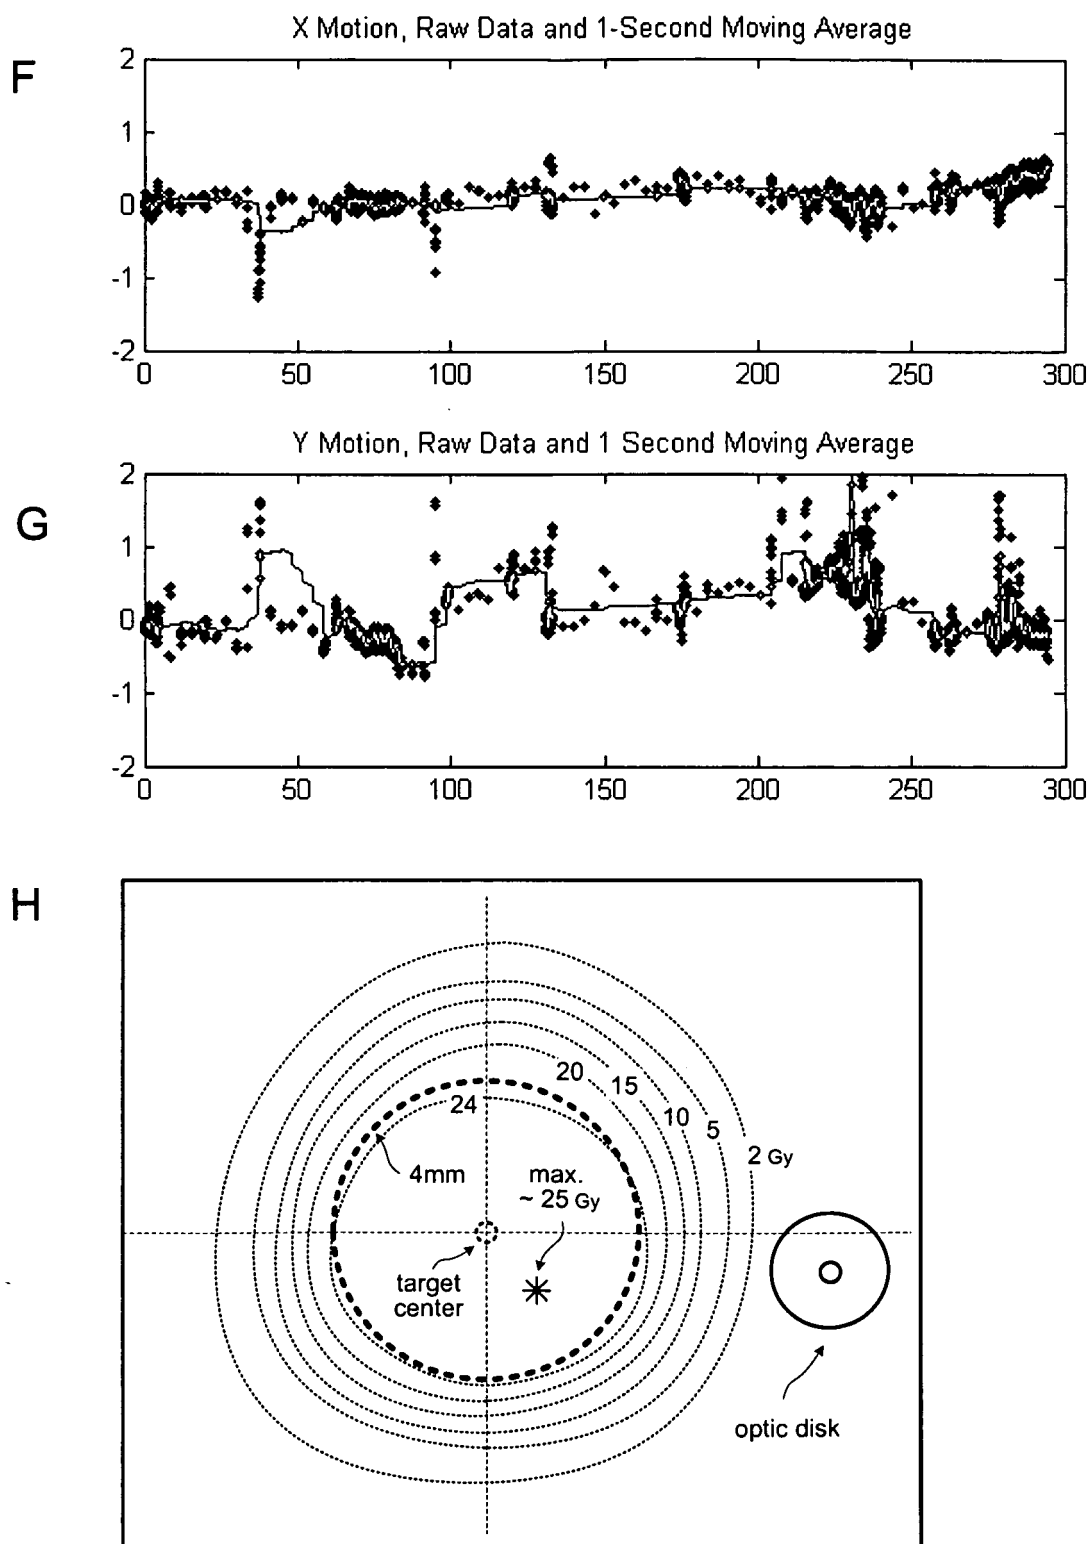 X Motion, Raw Data and 1-Second Moving Average
F
2
1
0
-1
-2
0 50 100 150 200 250 300
Y Motion, Raw Data and 1 Second Moving Average
G
2
1
0
-1
-2
0 50 100 150 200 250 300
H
20
15
10
5
2 Gy
24
4mm
max.
~ 25 Gy
target
center
optic disk